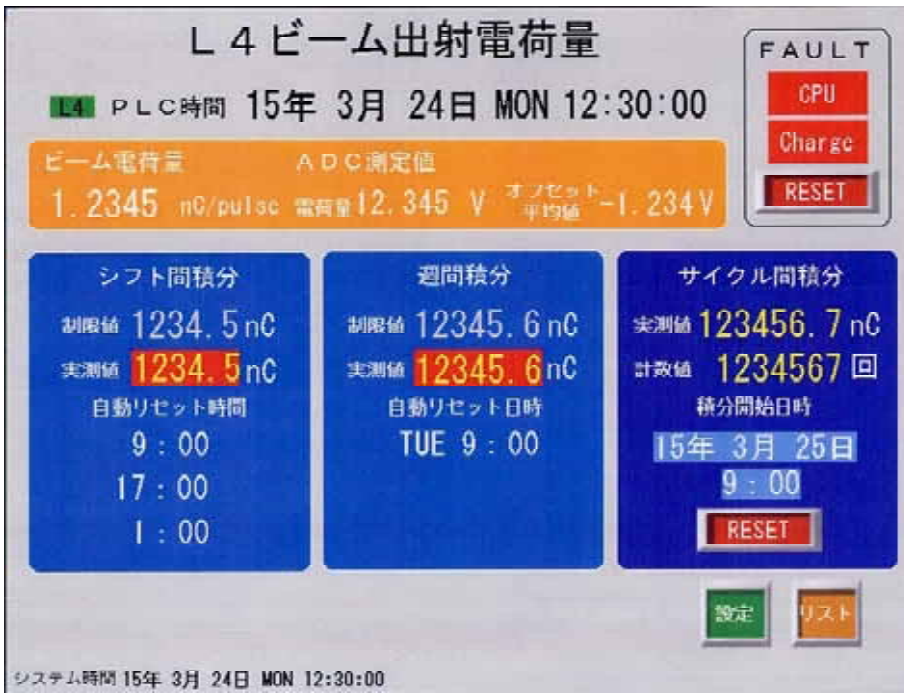 L4ビーム出射電荷量
FAULT
L4 PLC時間 15年 3月 24日 MON 12:30:00
CPU
Charge
RESET
ビーム電荷量 ADC測定値
1.2345 nC/pulse 電荷量 12.345 V オフセット平均値 -1.234V
シフト間積分
制限値 1234.5nC
実測値 1234.5nC
自動リセット時間
9:00
17:00
1:00
週間積分
制限値 12345.6nC
実測値 12345.6nC
自動リセット日時
TUE 9:00
サイクル間積分
実測値 123456.7nC
計数値 1234567回
積分開始日時
15年 3月 25日
9:00
RESET
設定
リスト
システム時間 15年 3月 24日 MON 12:30:00